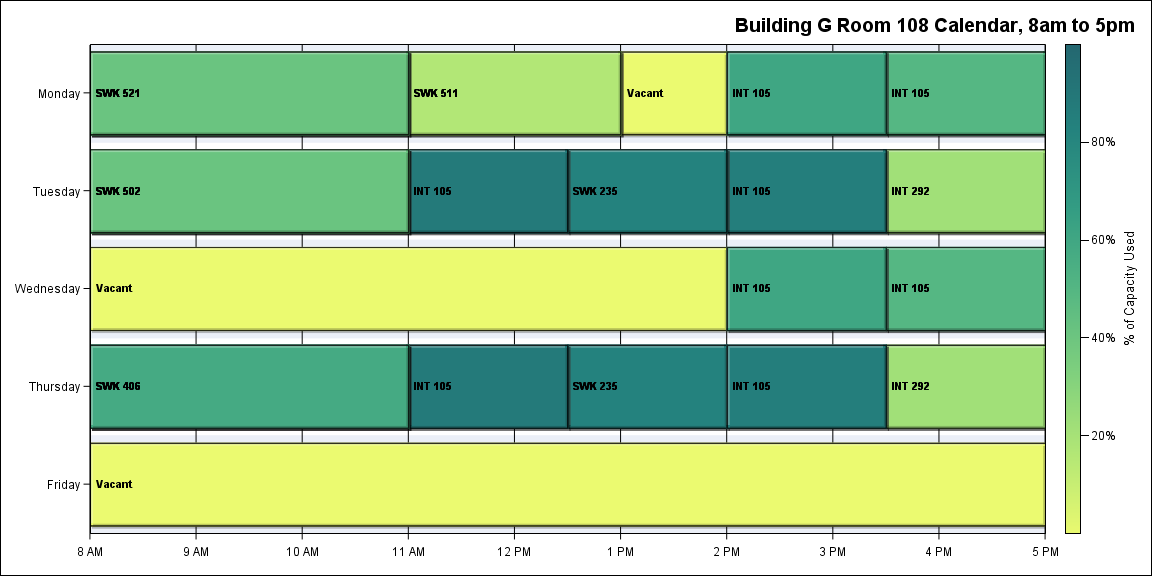 Building G Room 108 Calendar, 8am to 5pm
Monday
SWK 521
SWK 511
Vacant
INT 105
INT 105
Tuesday
SWK 502
INT 105
SWK 235
INT 105
INT 292
Wednesday
Vacant
INT 105
INT 105
Thursday
SWK 406
INT 105
SWK 235
INT 105
INT 292
Friday
Vacant
8 AM
9 AM
10 AM
11 AM
12 PM
1 PM
2 PM
3 PM
4 PM
5 PM
80%
60%
40%
20%
% of Capacity Used